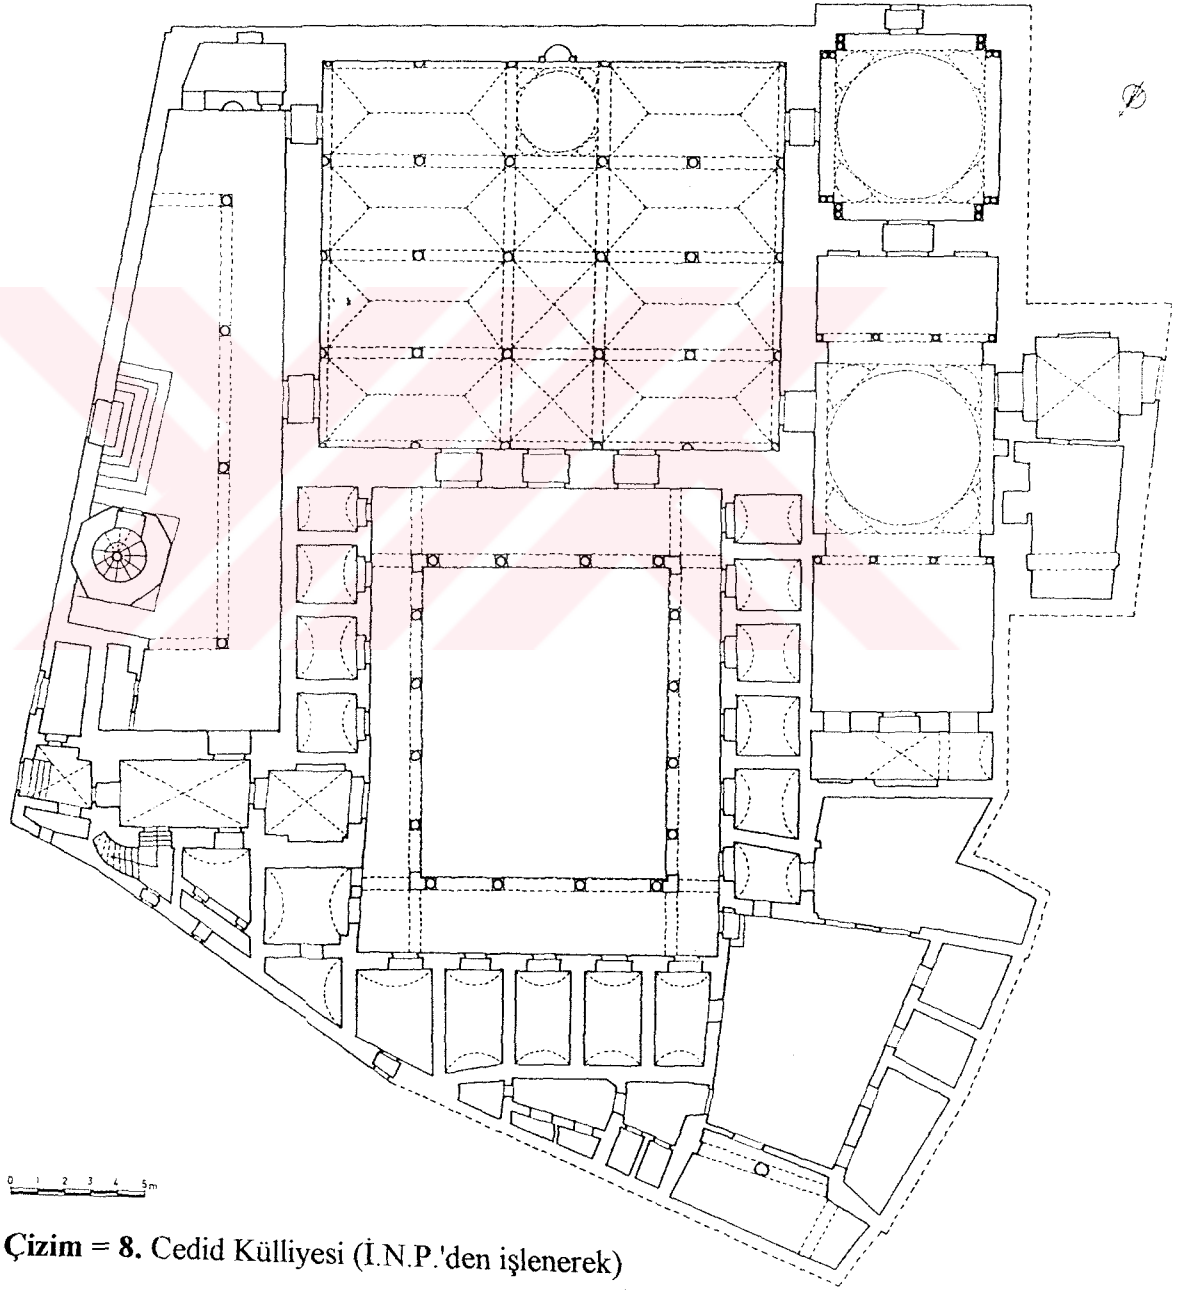 0 1 2 3 4 5m
Çizim = 8. Cedid Külliyesi (İ.N.P.'den işlenerek)